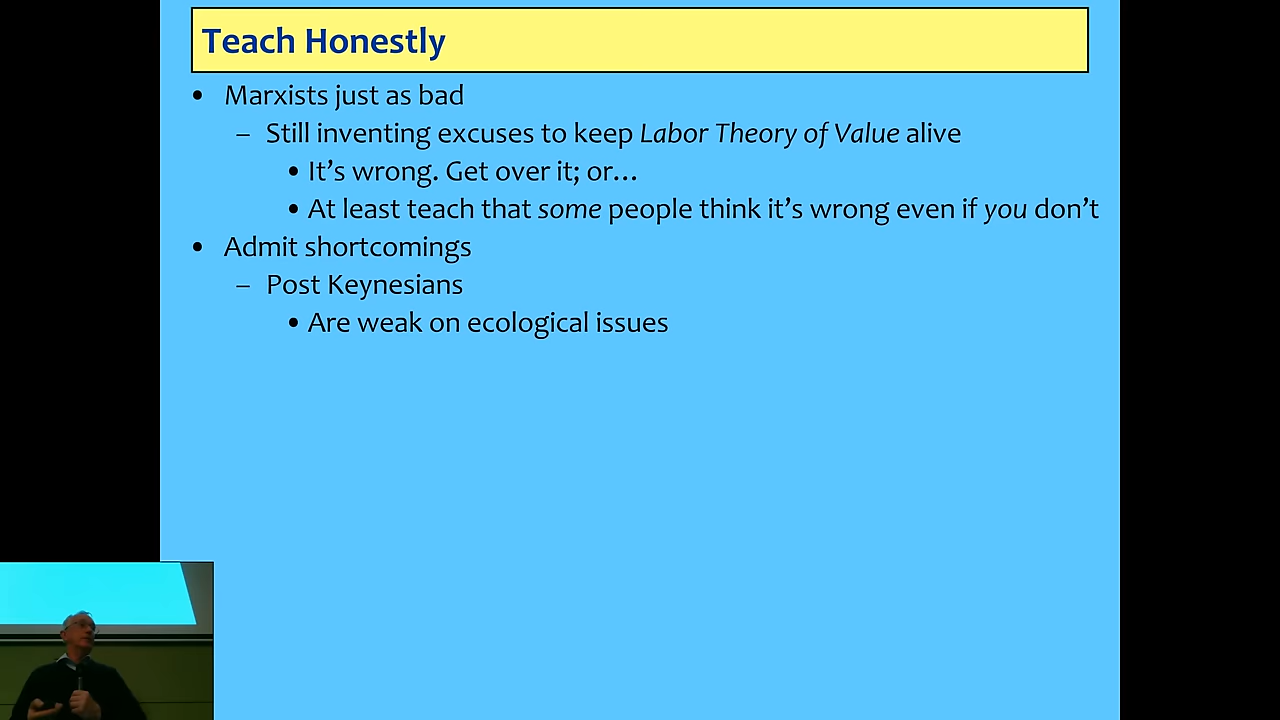 Teach Honestly
• Marxists just as bad
– Still inventing excuses to keep Labor Theory of Value alive
• It’s wrong. Get over it; or…
• At least teach that some people think it’s wrong even if you don’t
• Admit shortcomings
– Post Keynesians
• Are weak on ecological issues